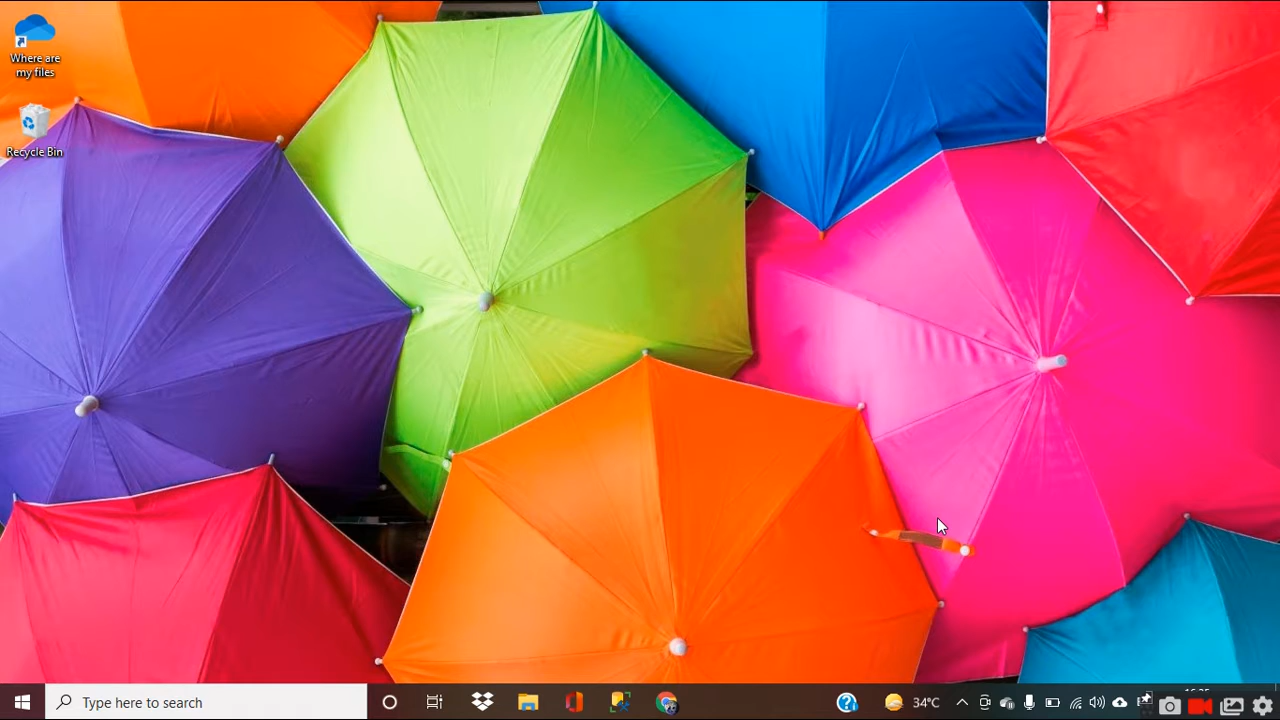 Where are
my files
Recycle Bin
Type here to search
34°C